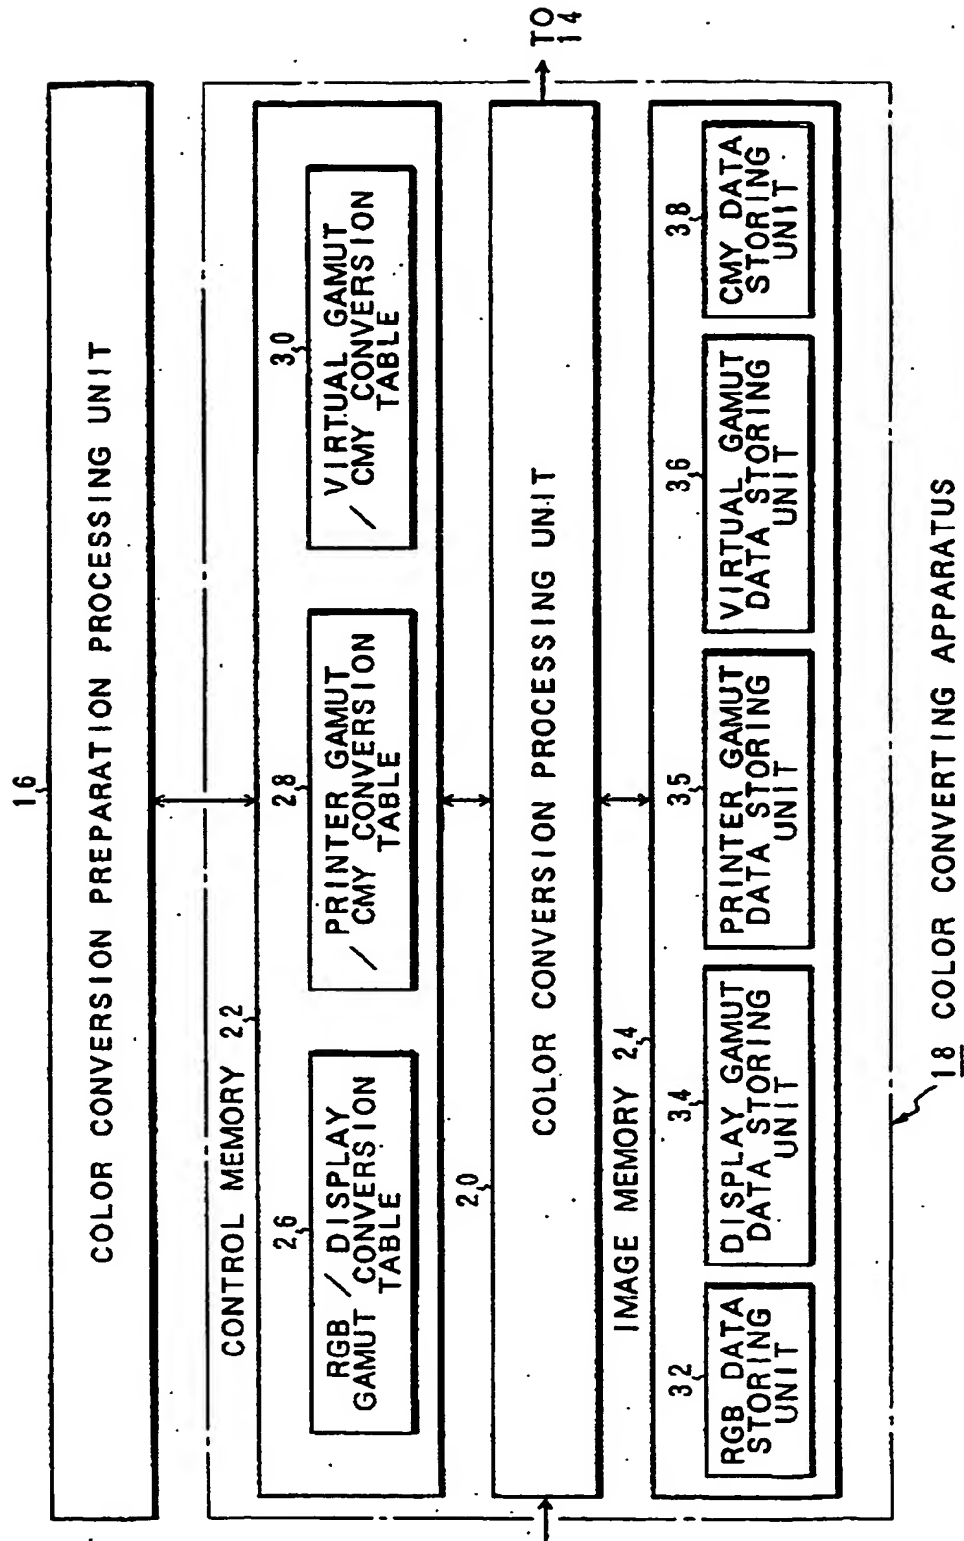 16
COLOR CONVERSION PREPARATION PROCESSING UNIT
CONTROL MEMORY 22
26
RGB / DISPLAY
GAMUT CONVERSION
TABLE
28
PRINTER GAMUT
/ CMY CONVERSION
TABLE
30
VIRTUAL GAMUT
/ CMY CONVERSION
TABLE
20
COLOR CONVERSION PROCESSING UNIT
TO
14
IMAGE MEMORY 24
32
RGB DATA
STORING
UNIT
34
DISPLAY GAMUT
DATA STORING
UNIT
35
PRINTER GAMUT
DATA STORING
UNIT
36
VIRTUAL GAMUT
DATA STORING
UNIT
38
CMY DATA
STORING
UNIT
18 COLOR CONVERTING APPARATUS